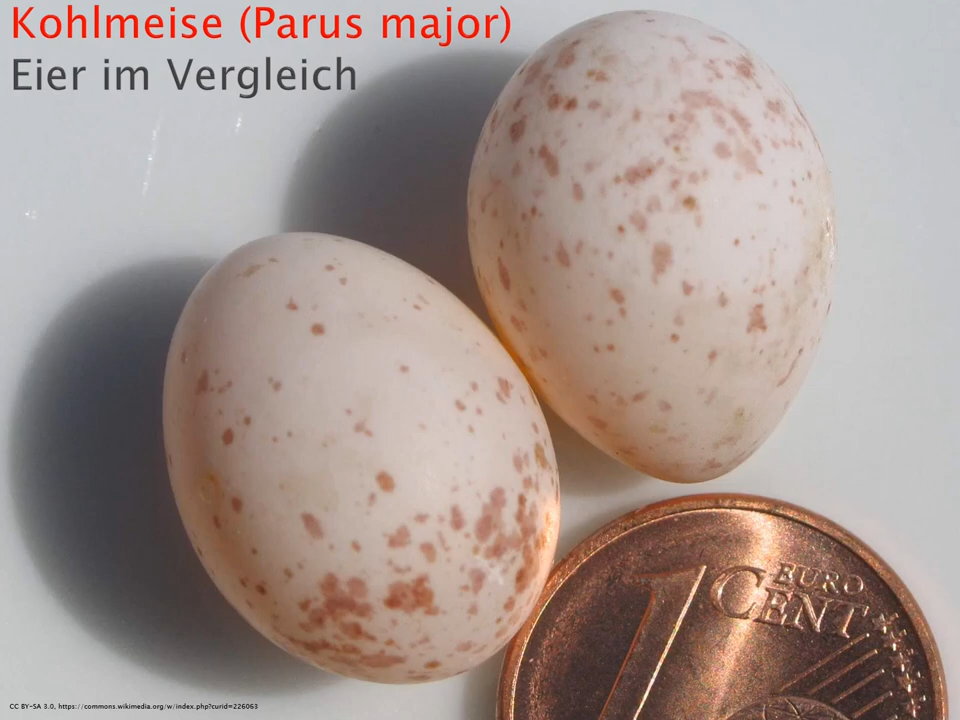 Kohlmeise (Parus major)
Eier im Vergleich
1 EURO
CENT
CC BY-SA 3.0, https://commons.wikimedia.org/w/index.php?curid=226063